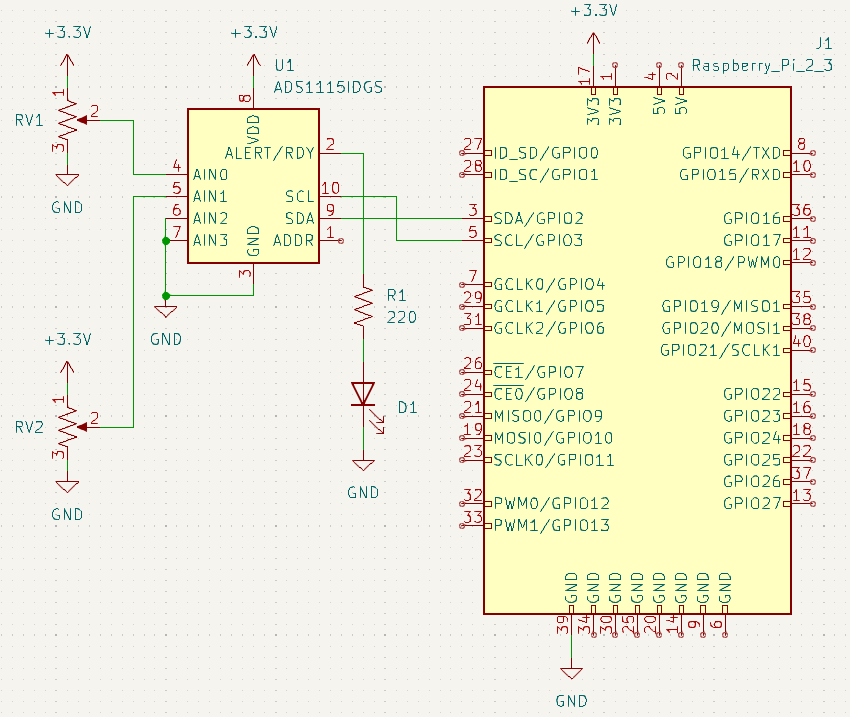 +3.3V
RV1
1
2
3
GND
+3.3V
RV2
1
2
3
GND
+3.3V
U1
ADS1115IDGS
8
VDD
ALERT/RDY
2
4
AIN0
5
AIN1
6
AIN2
7
AIN3
SCL
10
SDA
9
ADDR
1
GND
3
GND
R1
220
D1
GND
+3.3V
J1
Raspberry_Pi_2_3
17
1
4
2
3V3
3V3
5V
5V
27
ID_SD/GPIO0
28
ID_SC/GPIO1
3
SDA/GPIO2
5
SCL/GPIO3
7
GCLK0/GPIO4
29
GCLK1/GPIO5
31
GCLK2/GPIO6
26
CE1/GPIO7
24
CE0/GPIO8
21
MISO0/GPIO9
19
MOSI0/GPIO10
23
SCLK0/GPIO11
32
PWM0/GPIO12
33
PWM1/GPIO13
GPIO14/TXD
8
GPIO15/RXD
10
GPIO16
36
GPIO17
11
GPIO18/PWM0
12
GPIO19/MISO1
35
GPIO20/MOSI1
38
GPIO21/SCLK1
40
GPIO22
15
GPIO23
16
GPIO24
18
GPIO25
22
GPIO26
37
GPIO27
13
GND
GND
GND
GND
GND
GND
GND
GND
39
34
30
25
20
14
9
6
GND